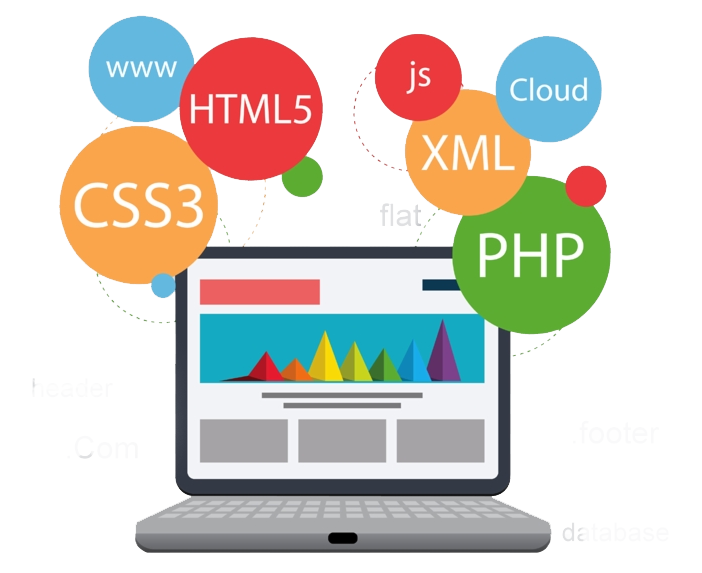 www
HTML5
CSS3
js
Cloud
XML
PHP
flat
header
.Com
.footer
database